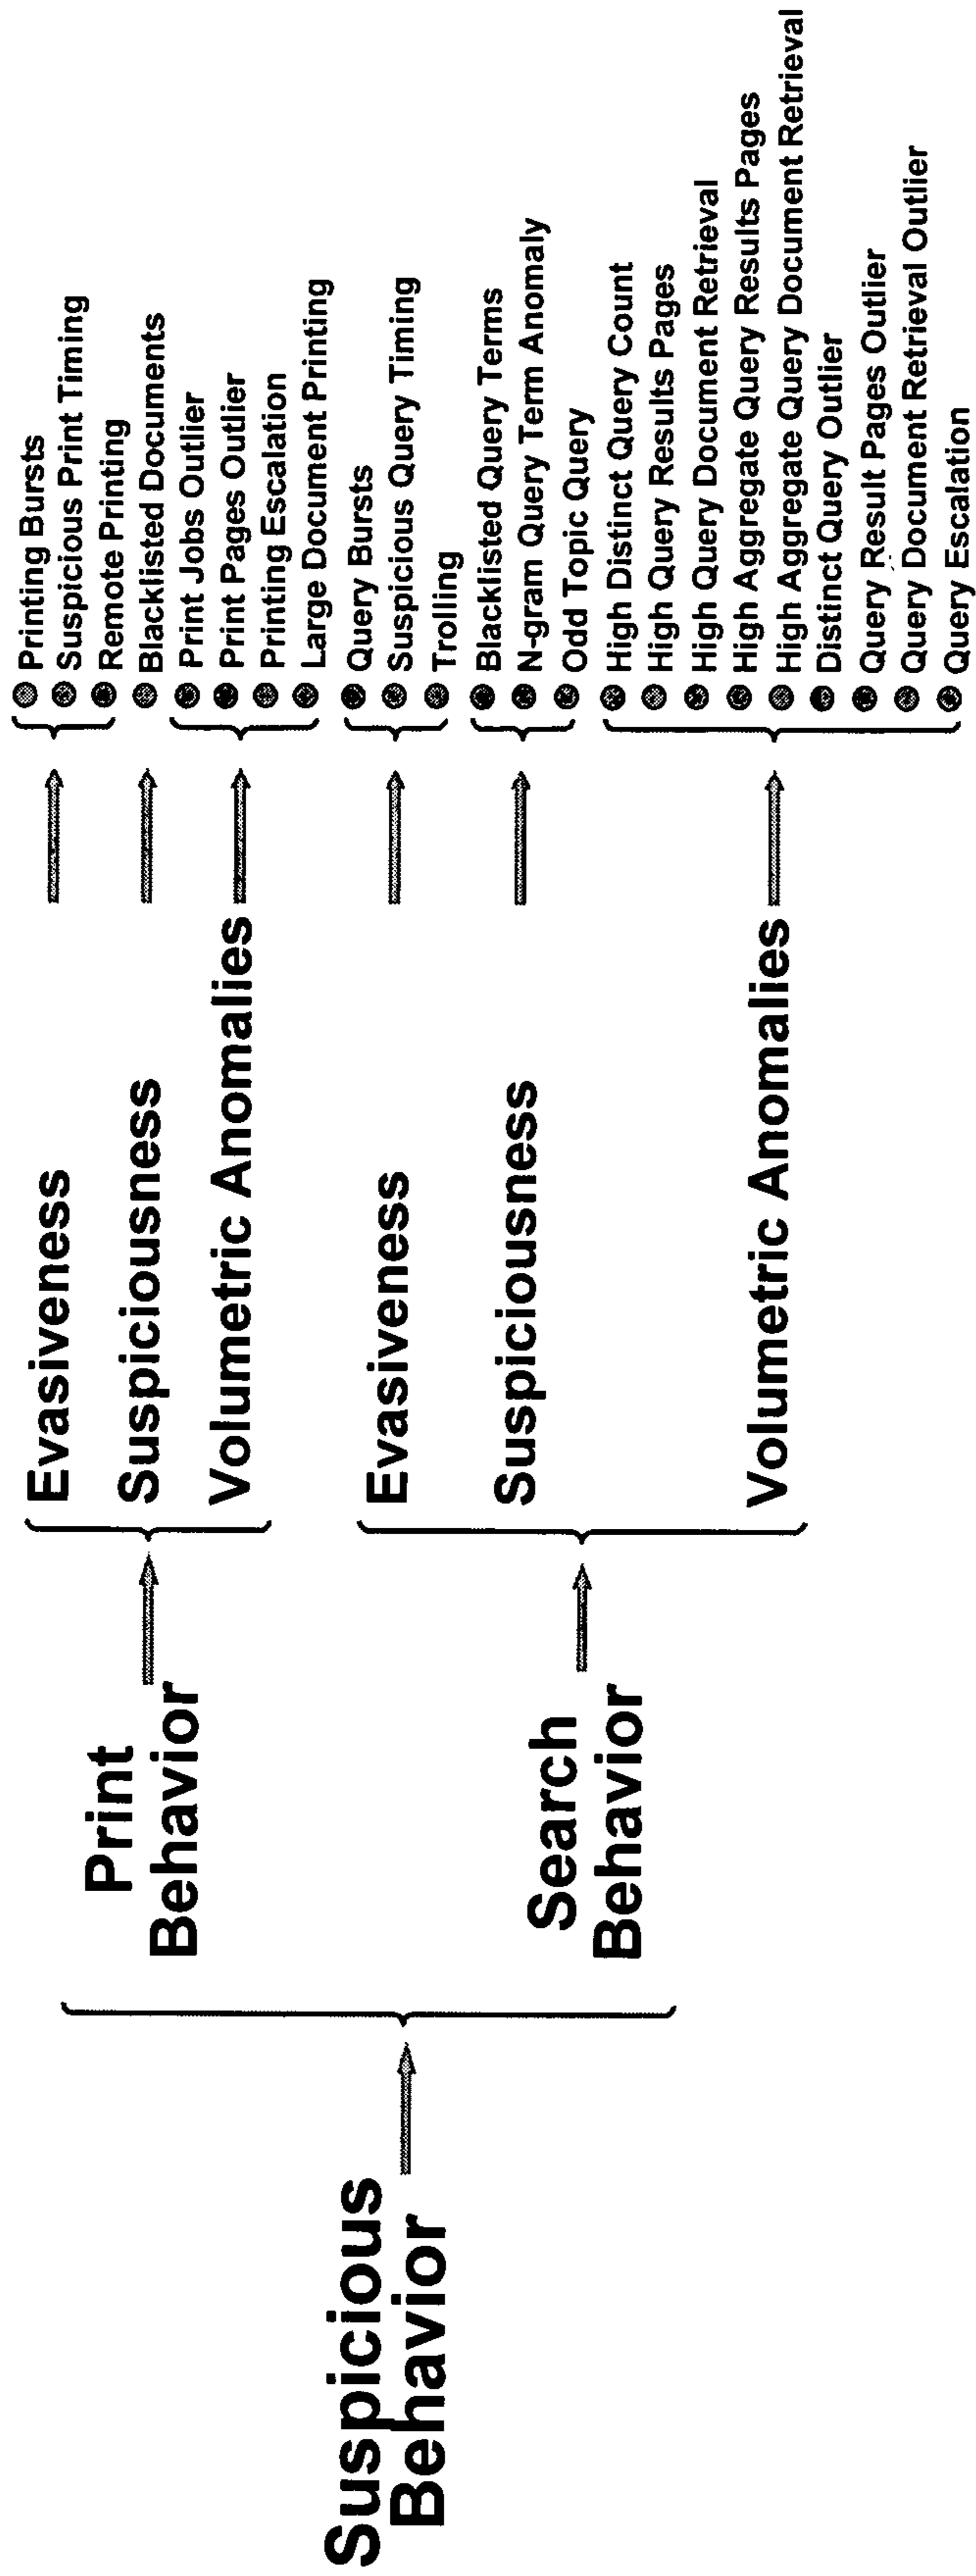 Suspicious
Behavior
Print
Behavior
Evasiveness
Printing Bursts
Suspicious Print Timing
Remote Printing
Suspiciousness
Blacklisted Documents
Volumetric Anomalies
Print Jobs Outlier
Print Pages Outlier
Printing Escalation
Large Document Printing
Search
Behavior
Evasiveness
Query Bursts
Suspicious Query Timing
Trolling
Suspiciousness
Blacklisted Query Terms
N-gram Query Term Anomaly
Odd Topic Query
Volumetric Anomalies
High Distinct Query Count
High Query Results Pages
High Query Document Retrieval
High Aggregate Query Results Pages
High Aggregate Query Document Retrieval
Distinct Query Outlier
Query Result Pages Outlier
Query Document Retrieval Outlier
Query Escalation